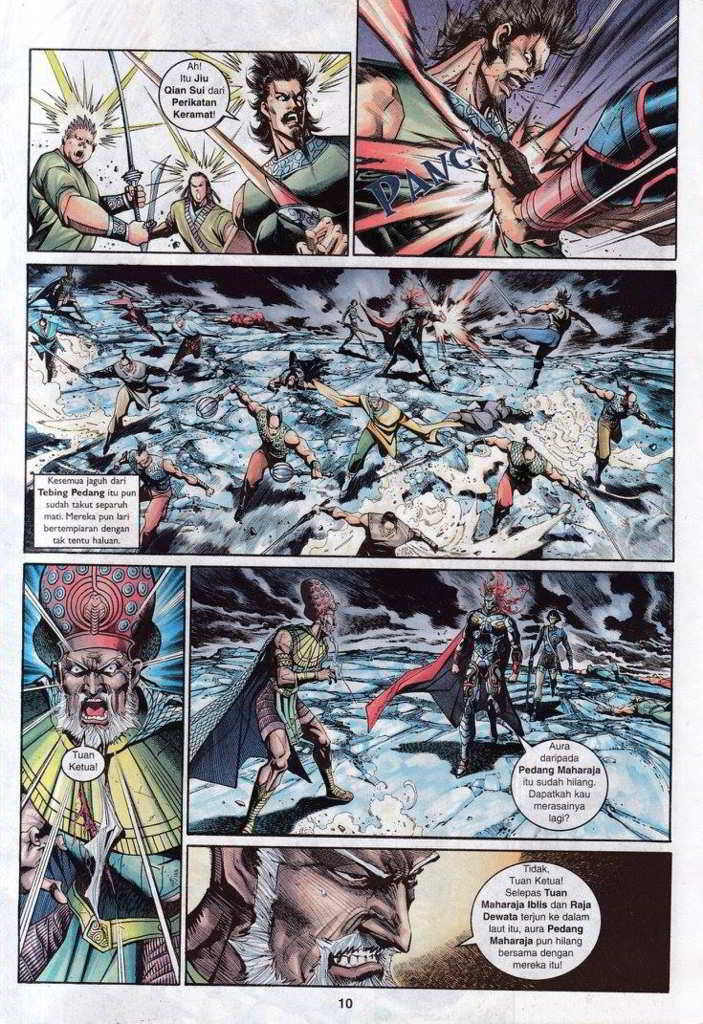 Ah!
Itu Jiu
Qian Sui dari
Perikatan
Keramat!
PANG
Kesemua jaguh dari
Tebing Pedang itu pun
takut separuh
mati. Mereka pun lari
bertempiaran dengan
tak tentu haluan.
Tuan
Ketua!
Aura
daripada
Pedang Maharaja
itu sudah hilang.
Dapatkah kau
merasainya
lagi?
Tidak,
Tuan Ketua!
Selepas Tuan
Maharaja Iblis dan Raja
Dewata terjun ke dalam
laut itu, aura Pedang
Maharaja pun hilang
bersama dengan
mereka itu!
10